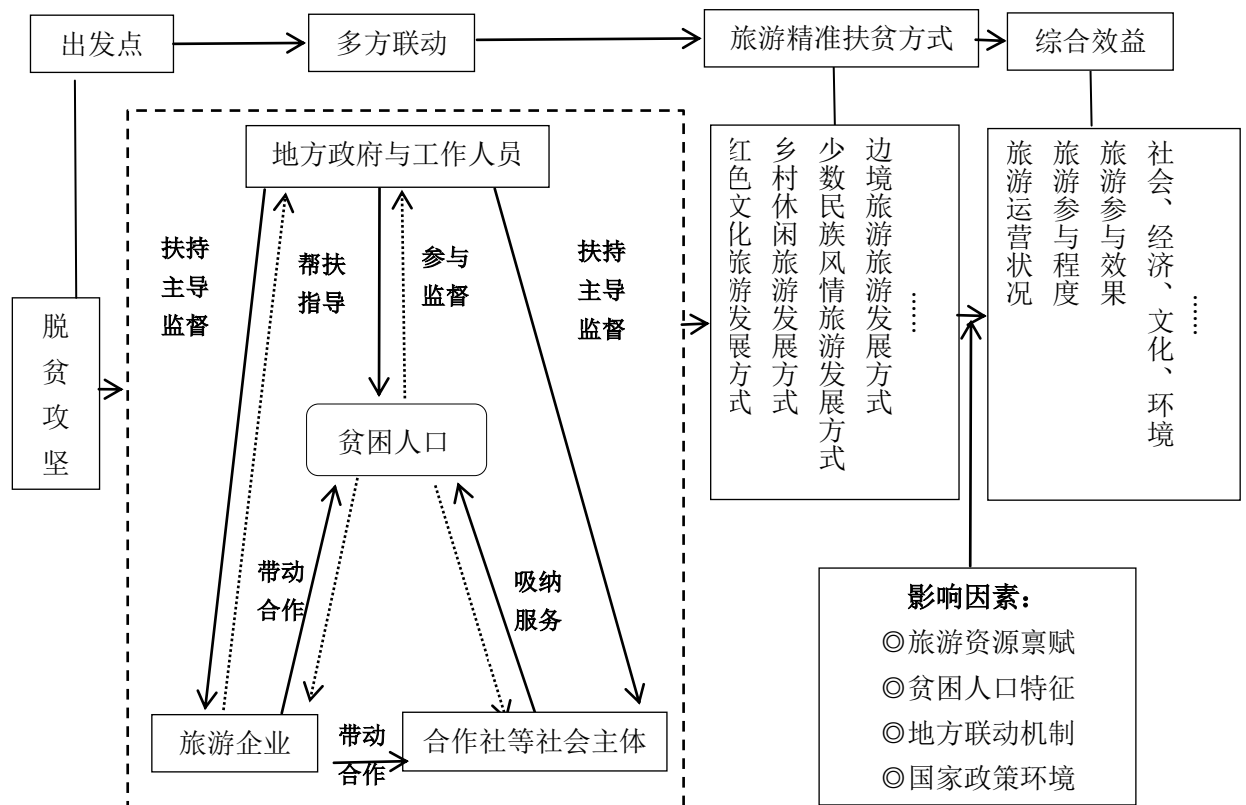 出发点
多方联动
旅游精准扶贫方式
综合效益
脱贫攻坚
地方政府与工作人员
扶持
主导
监督
帮扶
指导
参与
监督
扶持
主导
监督
贫困人口
带动
合作
吸纳
服务
旅游企业
带动
合作
合作社等社会主体
红色文化旅游发展方式
乡村休闲旅游发展方式
少数民族风情旅游发展方式
边境旅游旅游发展方式
……
旅游运营状况
旅游参与程度
旅游参与效果
社会、经济、文化、环境
……
影响因素：
◎旅游资源禀赋
◎贫困人口特征
◎地方联动机制
◎国家政策环境